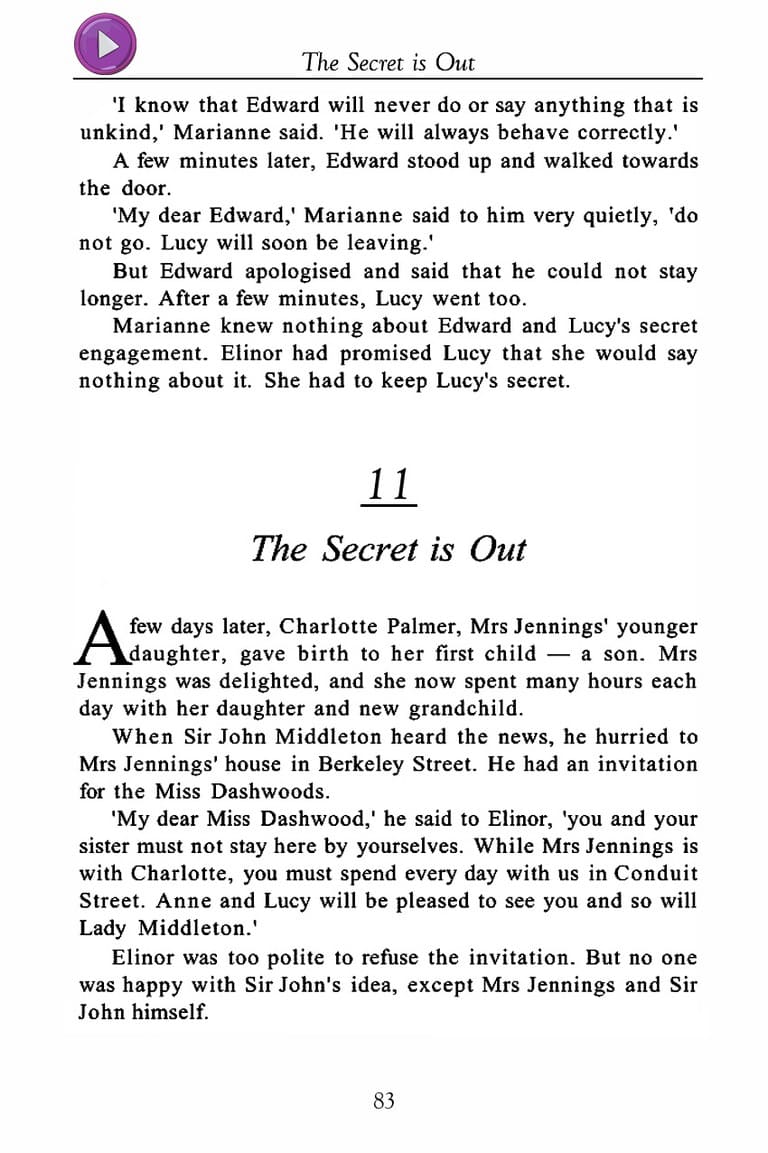 The Secret is Out
'I know that Edward will never do or say anything that is
unkind,' Marianne said. 'He will always behave correctly.'
A few minutes later, Edward stood up and walked towards
the door.
'My dear Edward,' Marianne said to him very quietly, 'do
not go. Lucy will soon be leaving.'
But Edward apologised and said that he could not stay
longer. After a few minutes, Lucy went too.
Marianne knew nothing about Edward and Lucy's secret
engagement. Elinor had promised Lucy that she would say
nothing about it. She had to keep Lucy's secret.
11
The Secret is Out
A few days later, Charlotte Palmer, Mrs Jennings' younger
daughter, gave birth to her first child — a son. Mrs
Jennings was delighted, and she now spent many hours each
day with her daughter and new grandchild.
When Sir John Middleton heard the news, he hurried to
Mrs Jennings' house in Berkeley Street. He had an invitation
for the Miss Dashwoods.
'My dear Miss Dashwood,' he said to Elinor, 'you and your
sister must not stay here by yourselves. While Mrs Jennings is
with Charlotte, you must spend every day with us in Conduit
Street. Anne and Lucy will be pleased to see you and so will
Lady Middleton.'
Elinor was too polite to refuse the invitation. But no one
was happy with Sir John's idea, except Mrs Jennings and Sir
John himself.
83